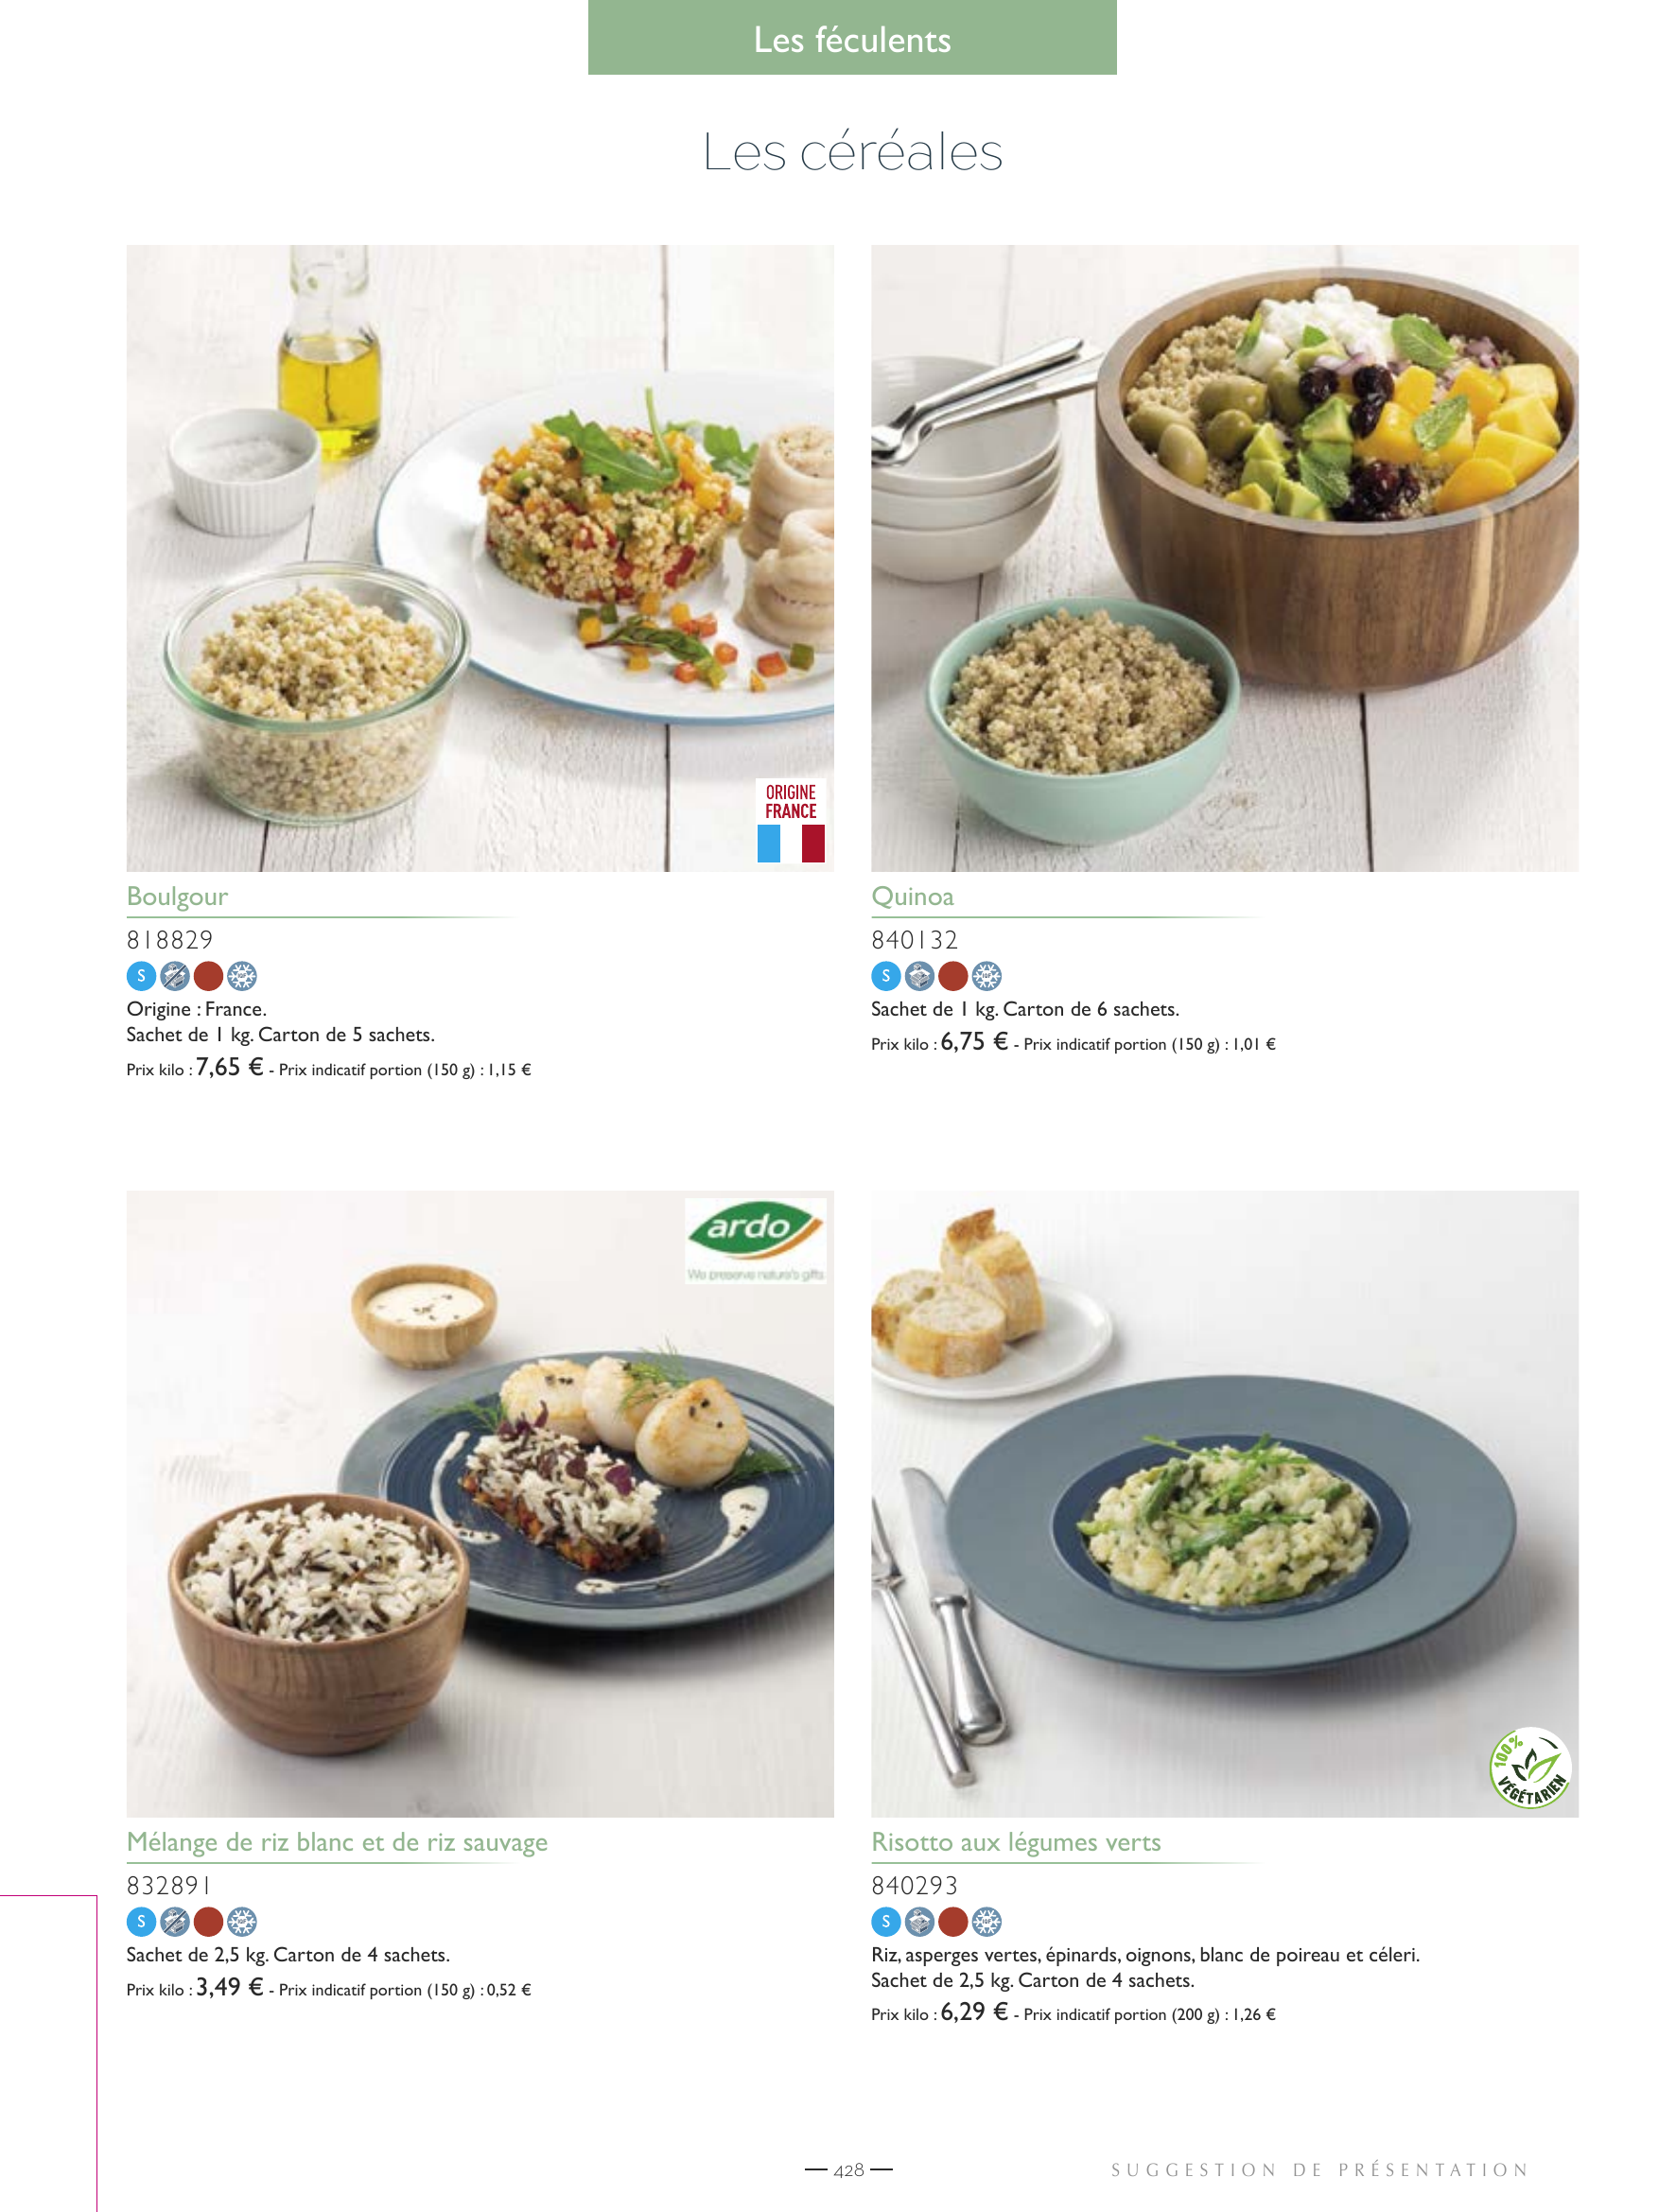 Les féculents
Les céréales
ORIGINE
FRANCE
Boulgour
818829
S
Origine : France.
Sachet de 1 kg. Carton de 5 sachets.
Prix kilo : 7,65 € - Prix indicatif portion (150 g) : 1,15 €
Quinoa
840132
S
Sachet de 1 kg. Carton de 6 sachets.
Prix kilo : 6,75 € - Prix indicatif portion (150 g) : 1,01 €
ardo
We preserve nature's gifts
Mélange de riz blanc et de riz sauvage
832891
S
Sachet de 2,5 kg. Carton de 4 sachets.
Prix kilo : 3,49 € - Prix indicatif portion (150 g) : 0,52 €
100%
VÉGÉTARIEN
Risotto aux légumes verts
840293
S
Riz, asperges vertes, épinards, oignons, blanc de poireau et céleri.
Sachet de 2,5 kg. Carton de 4 sachets.
Prix kilo : 6,29 € - Prix indicatif portion (200 g) : 1,26 €
428
SUGGESTION DE PRÉSENTATION